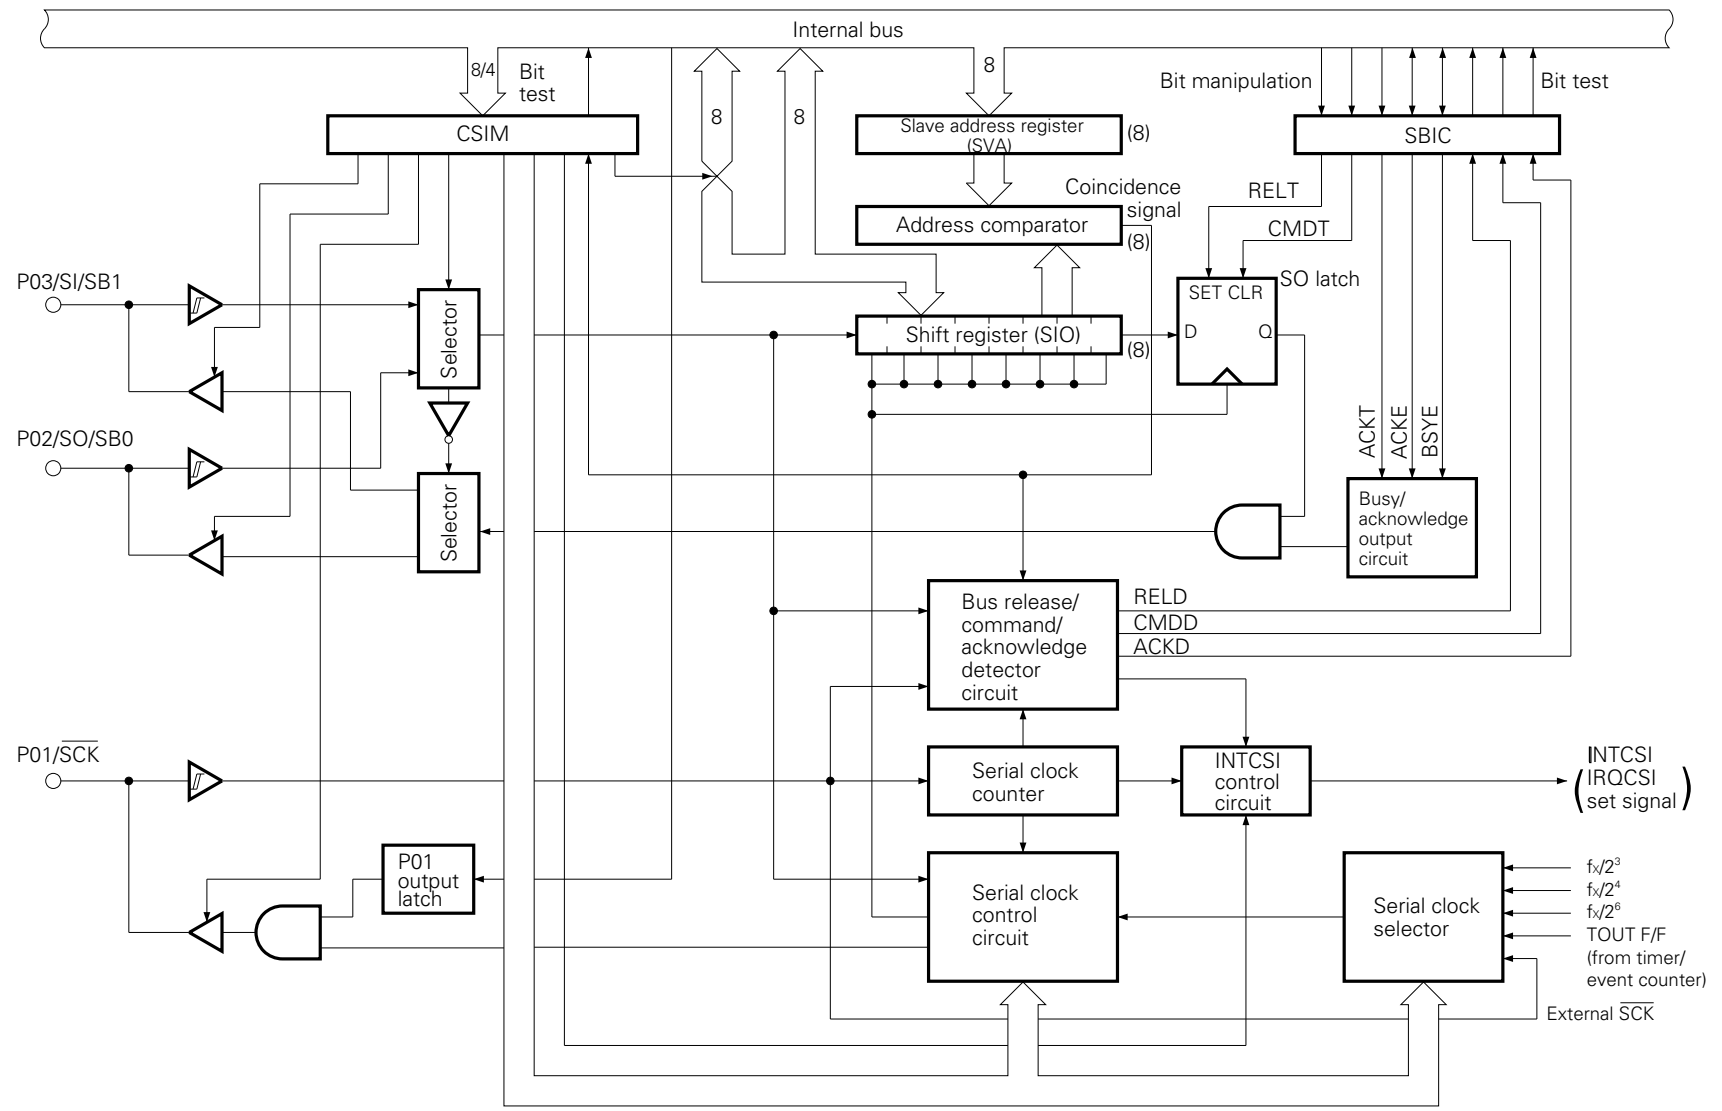 Internal bus
8/4
Bit
test
8
8
8
Bit manipulation
Bit test
CSIM
Slave address register
(SVA)
(8)
SBIC
Coincidence
signal
RELT
Address comparator
(8)
CMDT
P03/SI/SB1
SO latch
SET CLR
Selector
Shift register (SIO)
(8)
D
Q
P02/SO/SB0
ACKT
ACKE
BSYE
Selector
Busy/
acknowledge
output
circuit
Bus release/
command/
acknowledge
detector
circuit
RELD
CMDD
ACKD
P01/SCK
Serial clock
counter
INTCSI
control
circuit
INTCSI
(IRQCSI
set signal)
P01
output
latch
Serial clock
control
circuit
Serial clock
selector
fX/2³
fX/2⁴
fX/2⁶
TOUT F/F
(from timer/
event counter)
External SCK